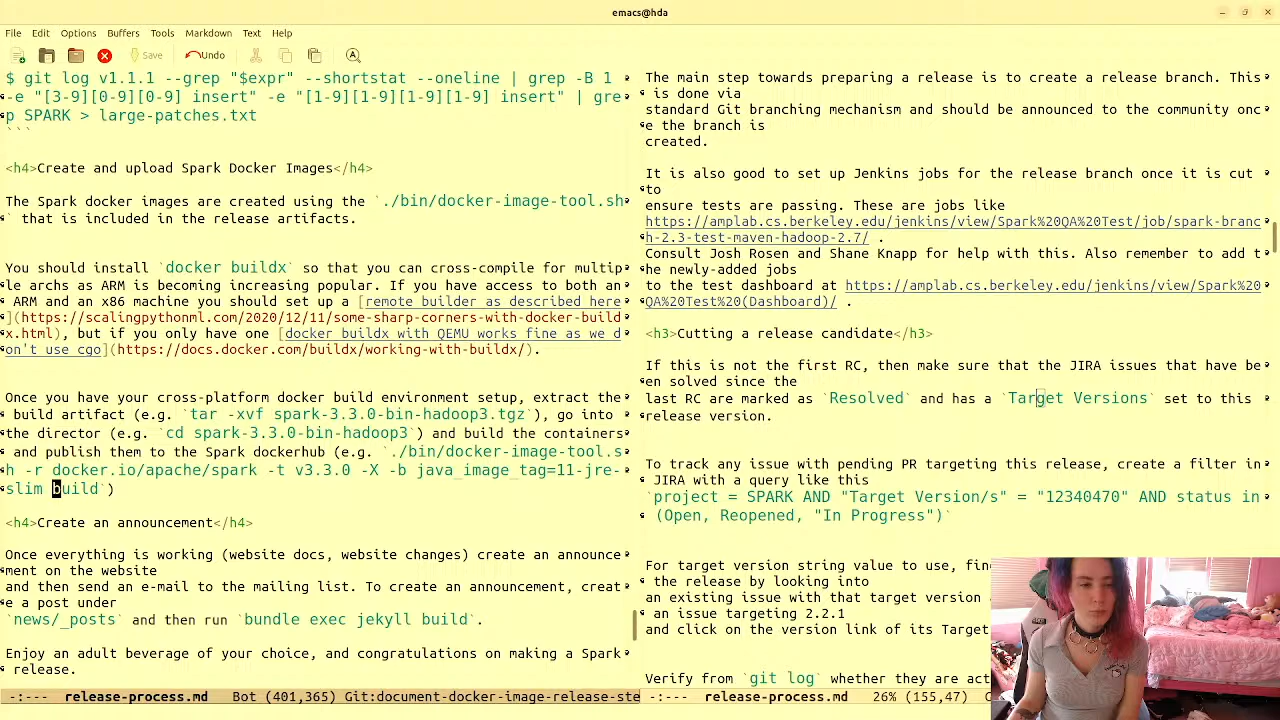 emacs@hda
File Edit Options Buffers Tools Markdown Text Help
Save Undo
$ git log v1.1.1 --grep "$expr" --shortstat --oneline | grep -B 1
-e "[3-9][0-9][0-9] insert" -e "[1-9][1-9][1-9][1-9] insert" | gre
p SPARK > large-patches.txt
```
<h4>Create and upload Spark Docker Images</h4>
The Spark docker images are created using the `./bin/docker-image-tool.sh
` that is included in the release artifacts.
You should install `docker buildx` so that you can cross-compile for multip
le archs as ARM is becoming increasing popular. If you have access to both an
ARM and an x86 machine you should set up a [remote builder as described here
](https://scalingpythonml.com/2020/12/11/some-sharp-corners-with-docker-build
x.html), but if you only have one [docker buildx with QEMU works fine as we d
on't use cgo](https://docs.docker.com/buildx/working-with-buildx/).
Once you have your cross-platform docker build environment setup, extract the
build artifact (e.g. `tar -xvf spark-3.3.0-bin-hadoop3.tgz`), go into
the director (e.g. `cd spark-3.3.0-bin-hadoop3`) and build the containers
and publish them to the Spark dockerhub (e.g. `./bin/docker-image-tool.s
h -r docker.io/apache/spark -t v3.3.0 -X -b java_image_tag=11-jre-
slim build`)
<h4>Create an announcement</h4>
Once everything is working (website docs, website changes) create an announce
ment on the website
and then send an e-mail to the mailing list. To create an announcement, creat
e a post under
`news/_posts` and then run `bundle exec jekyll build`.
Enjoy an adult beverage of your choice, and congratulations on making a Spark
release.
-:--- release-process.md Bot (401,365) Git:document-docker-image-release-ste
The main step towards preparing a release is to create a release branch. This
is done via
standard Git branching mechanism and should be announced to the community onc
e the branch is
created.
It is also good to set up Jenkins jobs for the release branch once it is cut
to
ensure tests are passing. These are jobs like
https://amplab.cs.berkeley.edu/jenkins/view/Spark%20QA%20Test/job/spark-branc
h-2.3-test-maven-hadoop-2.7/ .
Consult Josh Rosen and Shane Knapp for help with this. Also remember to add t
he newly-added jobs
to the test dashboard at https://amplab.cs.berkeley.edu/jenkins/view/Spark%20
QA%20Test%20(Dashboard)/ .
<h3>Cutting a release candidate</h3>
If this is not the first RC, then make sure that the JIRA issues that have be
en solved since the
last RC are marked as `Resolved` and has a `Target Versions` set to this
release version.
To track any issue with pending PR targeting this release, create a filter in
JIRA with a query like this
`project = SPARK AND "Target Version/s" = "12340470" AND status in
(Open, Reopened, "In Progress")`
For target version string value to use, find
the release by looking into
an existing issue with that target version
an issue targeting 2.2.1
and click on the version link of its Target
Verify from `git log` whether they are act
-:--- release-process.md 26% (155,47)